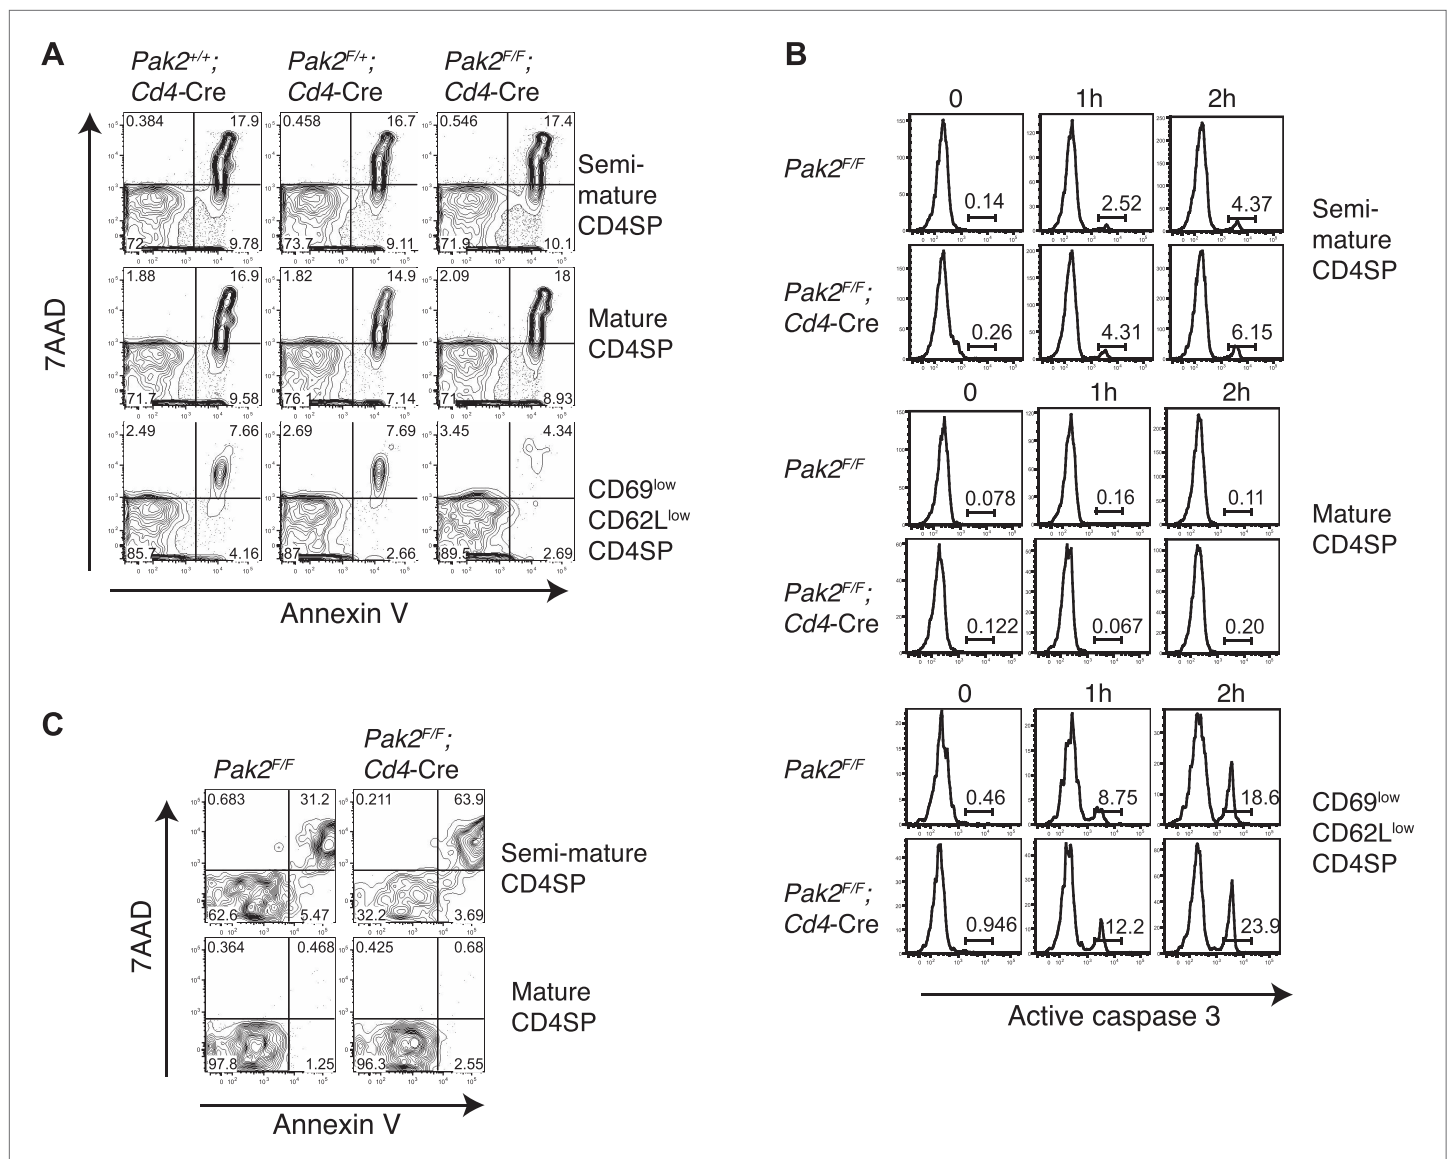 A
Pak2+/+; Pak2F/+; Pak2F/F;
Cd4-Cre Cd4-Cre Cd4-Cre
0.384 17.9 0.458 16.7 0.546 17.4
72 9.78 73.7 9.11 71.9 10.1
Semi-
mature
CD4SP
1.88 16.9 1.82 14.9 2.09 18
71.7 9.58 76.1 7.14 71 8.93
Mature
CD4SP
2.49 7.66 2.69 7.69 3.45 4.34
85.7 4.16 87 2.66 89.5 2.69
CD69low
CD62Llow
CD4SP
7AAD
Annexin V
B
0 1h 2h
Pak2F/F
0.14 2.52 4.37
Pak2F/F;
Cd4-Cre
0.26 4.31 6.15
Semi-
mature
CD4SP
0 1h 2h
Pak2F/F
0.078 0.16 0.11
Pak2F/F;
Cd4-Cre
0.122 0.067 0.20
Mature
CD4SP
0 1h 2h
Pak2F/F
0.46 8.75 18.6
Pak2F/F;
Cd4-Cre
0.946 12.2 23.9
CD69low
CD62Llow
CD4SP
Active caspase 3
C
Pak2F/F
Pak2F/F;
Cd4-Cre
0.683 31.2 0.211 63.9
62.6 5.47 32.2 3.69
Semi-mature
CD4SP
0.364 0.468 0.425 0.68
97.8 1.25 96.3 2.55
Mature
CD4SP
7AAD
Annexin V